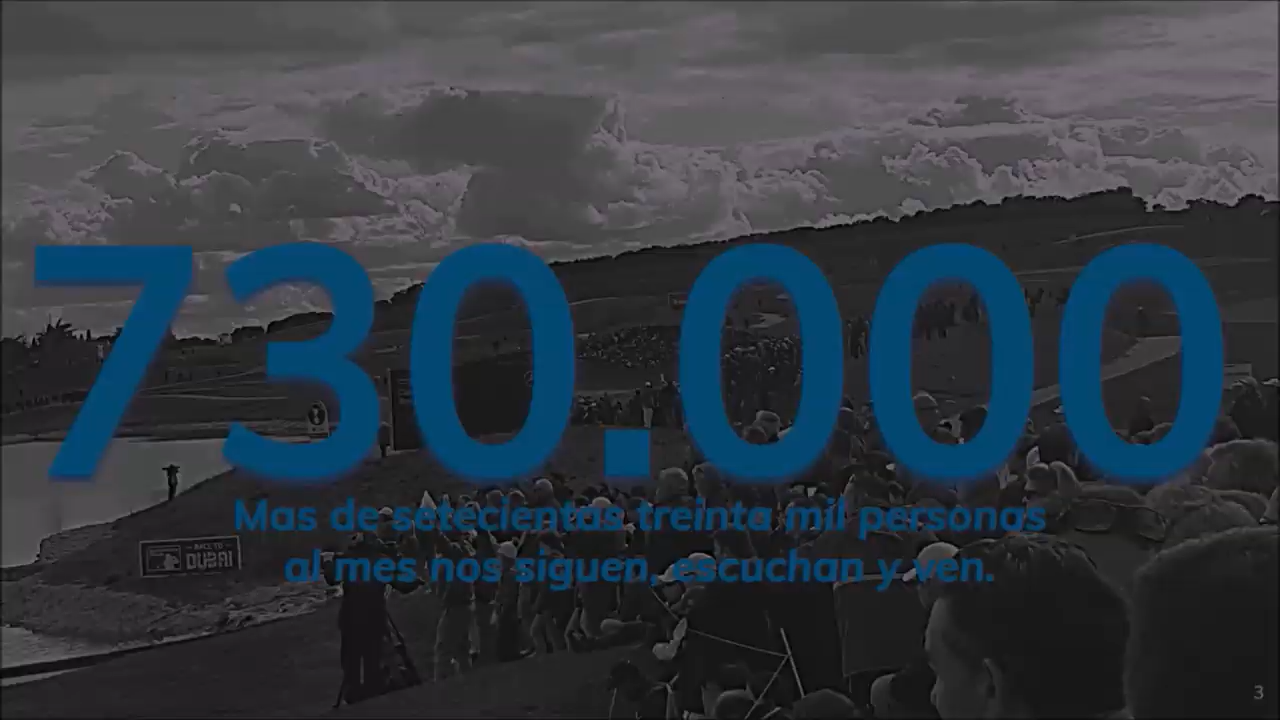 730.000
Mas de setecientas treinta mil personas
al mes nos siguen, escuchan y ven.
RACE TO
DUBAI
3